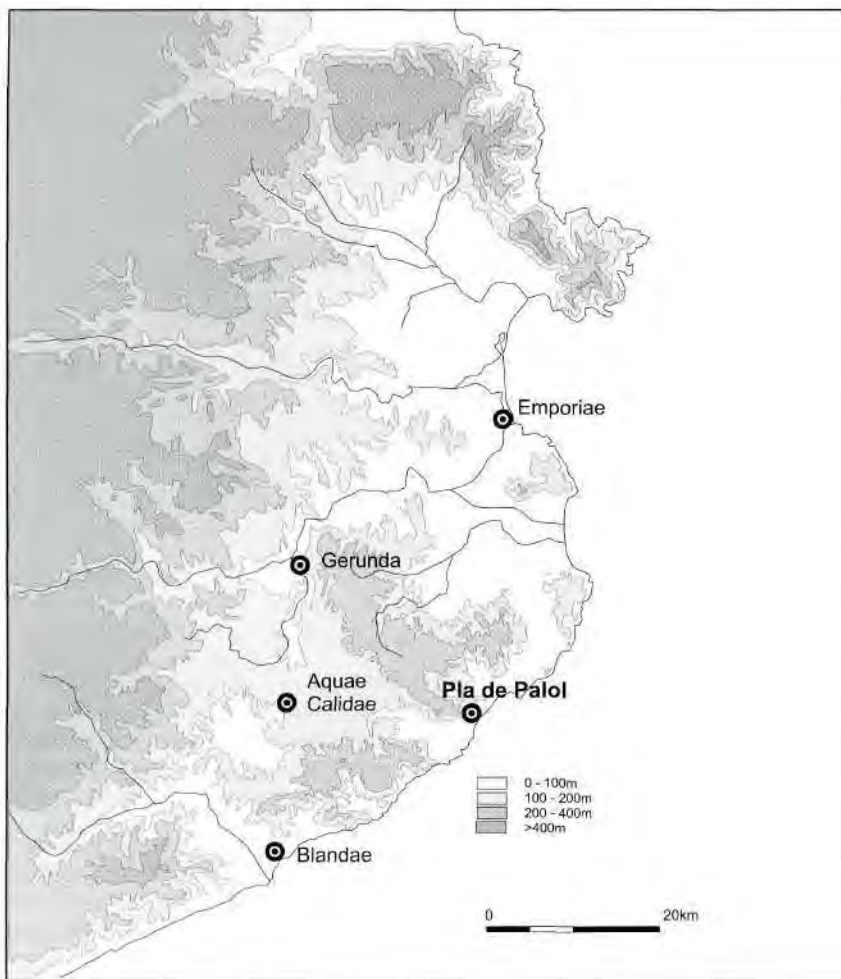 Emporiae
Gerunda
Aquae
Calidae
Pla de Palol
0 - 100m
100 - 200m
200 - 400m
>400m
Blandae
0 20km